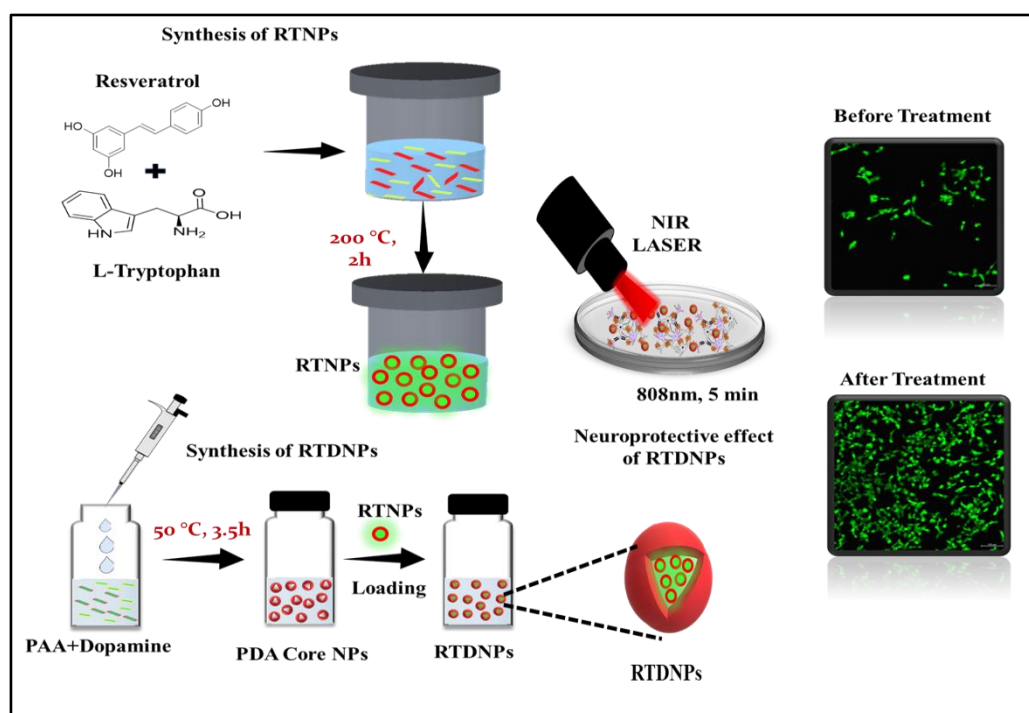 Synthesis of RTNPs
Resveratrol
OH
HO
OH
+
O
OH
NH₂
HN
L-Tryptophan
200 °C,
2h
RTNPs
NIR
LASER
808nm, 5 min
Neuroprotective effect
of RTDNPs
Before Treatment
After Treatment
Synthesis of RTDNPs
50 °C, 3.5h
RTNPs
Loading
PAA+Dopamine
PDA Core NPs
RTDNPs
RTDNPs